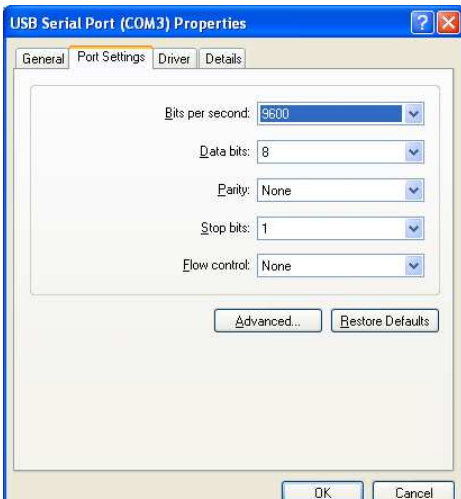 USB Serial Port (COM3) Properties
General Port Settings Driver Details
Bits per second: 9600
Data bits: 8
Parity: None
Stop bits: 1
Flow control: None
Advanced... Restore Defaults
OK Cancel